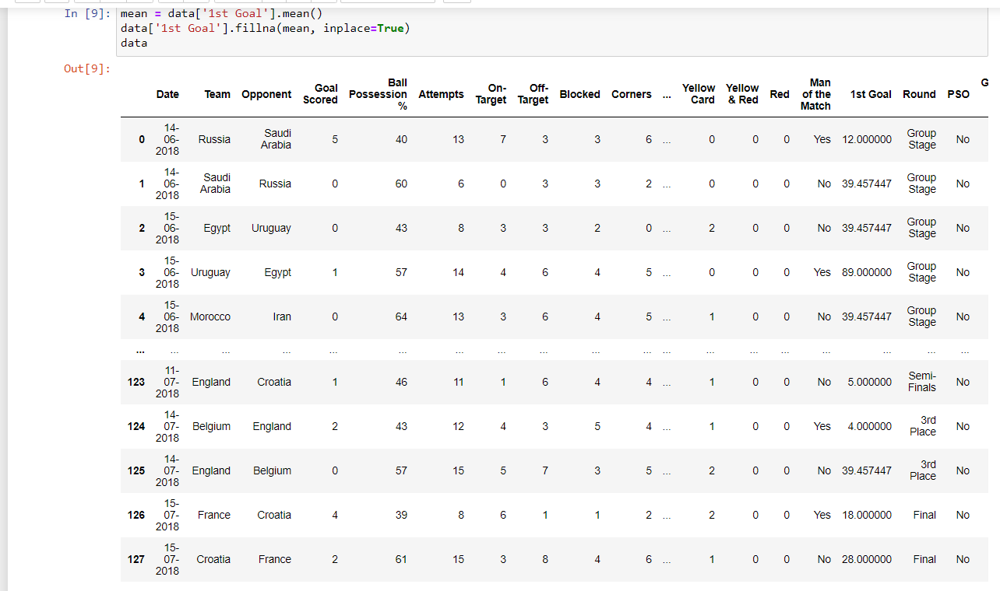 In [9]: mean = data['1st Goal'].mean()
data['1st Goal'].fillna(mean, inplace=True)
data
Out[9]:
Date Team Opponent Goal Scored Ball Possession % Attempts On-Target Off-Target Blocked Corners ... Yellow Card Yellow & Red Red Man of the Match 1st Goal Round PSO G
0 14-06-2018 Russia Saudi Arabia 5 40 13 7 3 3 6 ... 0 0 0 Yes 12.000000 Group Stage No
1 14-06-2018 Saudi Arabia Russia 0 60 6 0 3 3 2 ... 0 0 0 No 39.457447 Group Stage No
2 15-06-2018 Egypt Uruguay 0 43 8 3 3 2 0 ... 2 0 0 No 39.457447 Group Stage No
3 15-06-2018 Uruguay Egypt 1 57 14 4 6 4 5 ... 0 0 0 Yes 89.000000 Group Stage No
4 15-06-2018 Morocco Iran 0 64 13 3 6 4 5 ... 1 0 0 No 39.457447 Group Stage No
... ... ... ... ... ... ... ... ... ... ... ... ... ... ... ... ... ... ...
123 11-07-2018 England Croatia 1 46 11 1 6 4 4 ... 1 0 0 No 5.000000 Semi-Finals No
124 14-07-2018 Belgium England 2 43 12 4 3 5 4 ... 1 0 0 Yes 4.000000 3rd Place No
125 14-07-2018 England Belgium 0 57 15 5 7 3 5 ... 2 0 0 No 39.457447 3rd Place No
126 15-07-2018 France Croatia 4 39 8 6 1 1 2 ... 2 0 0 Yes 18.000000 Final No
127 15-07-2018 Croatia France 2 61 15 3 8 4 6 ... 1 0 0 No 28.000000 Final No